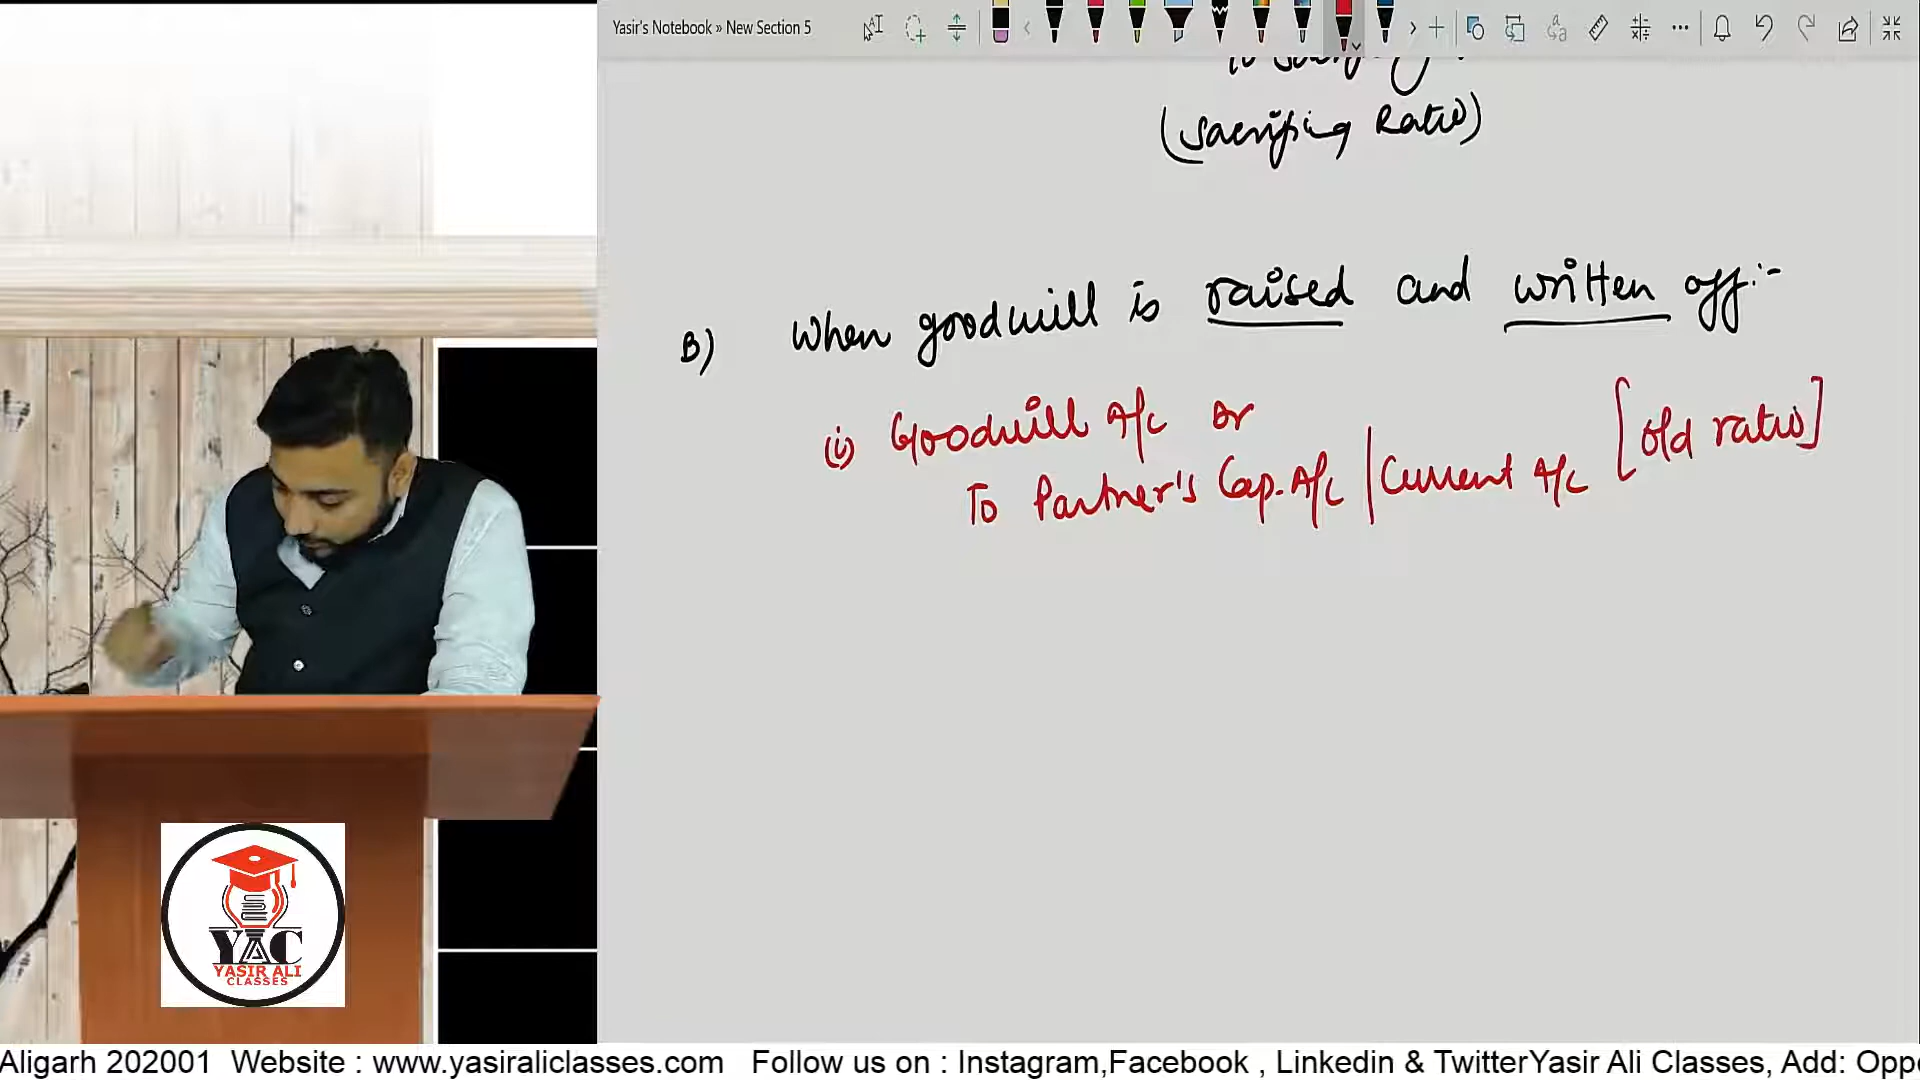 Yasir's Notebook » New Section 5
(Sacrificing Ratio)
B) When goodwill is raised and written off:-
(i) Goodwill A/c Dr
To Partner's Cap. A/c / Current A/c [old ratio]
YAC
YASIR ALI
CLASSES
Aligarh 202001 Website : www.yasiraliclasses.com Follow us on : Instagram,Facebook , Linkedin & TwitterYasir Ali Classes, Add: Opp